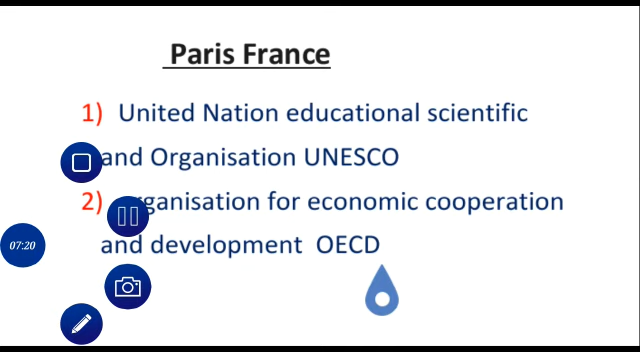 Paris France
1) United Nation educational scientific
and Organisation UNESCO
2) for economic cooperation
and development OECD
07:20